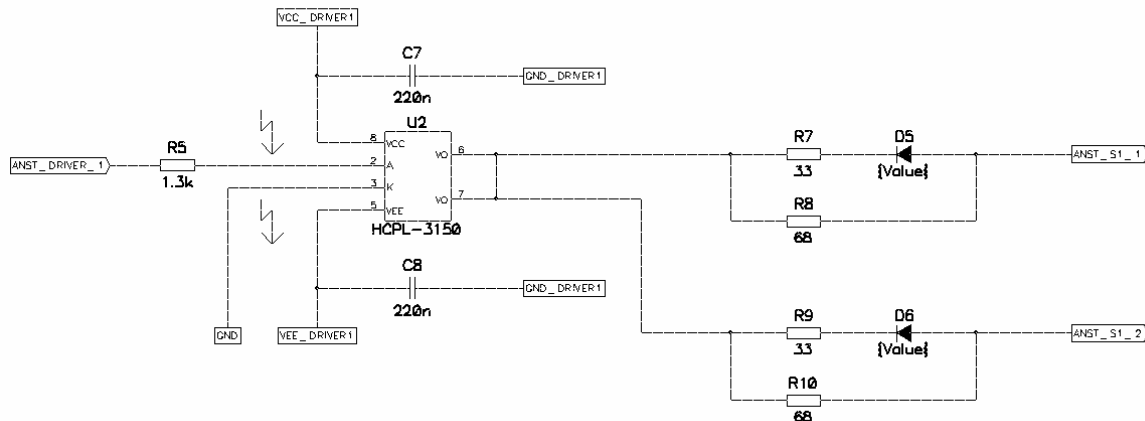 VCC_DRIVER1
C7
220n
GND_DRIVER1
U2
8
VCC
ANST_DRIVER_1
R5
1.3k
2
A
VO
6
3
K
5
VEE
VO
7
HCPL-3150
R7
33
D5
{Value}
ANST_S1_1
R8
68
C8
220n
GND_DRIVER1
GND
VEE_DRIVER1
R9
33
D6
{Value}
ANST_S1_2
R10
68